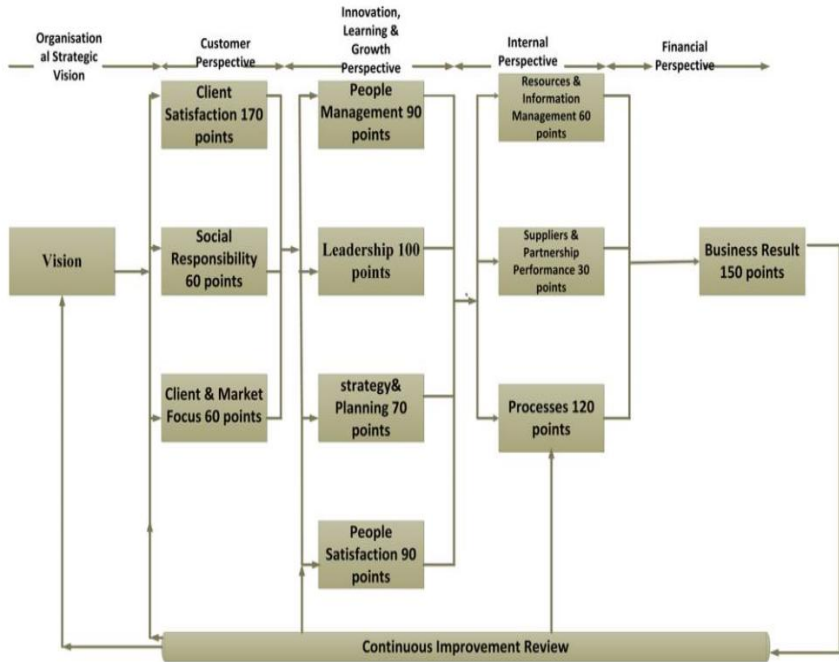 Organisation
al Strategic
Vision
Customer
Perspective
Innovation,
Learning &
Growth
Perspective
Internal
Perspective
Financial
Perspective
Client
Satisfaction 170
points
People
Management 90
points
Resources &
Information
Management 60
points
Vision
Social
Responsibility
60 points
Leadership 100
points
Suppliers &
Partnership
Performance 30
points
Business Result
150 points
Client & Market
Focus 60 points
strategy&
Planning 70
points
Processes 120
points
People
Satisfaction 90
points
Continuous Improvement Review